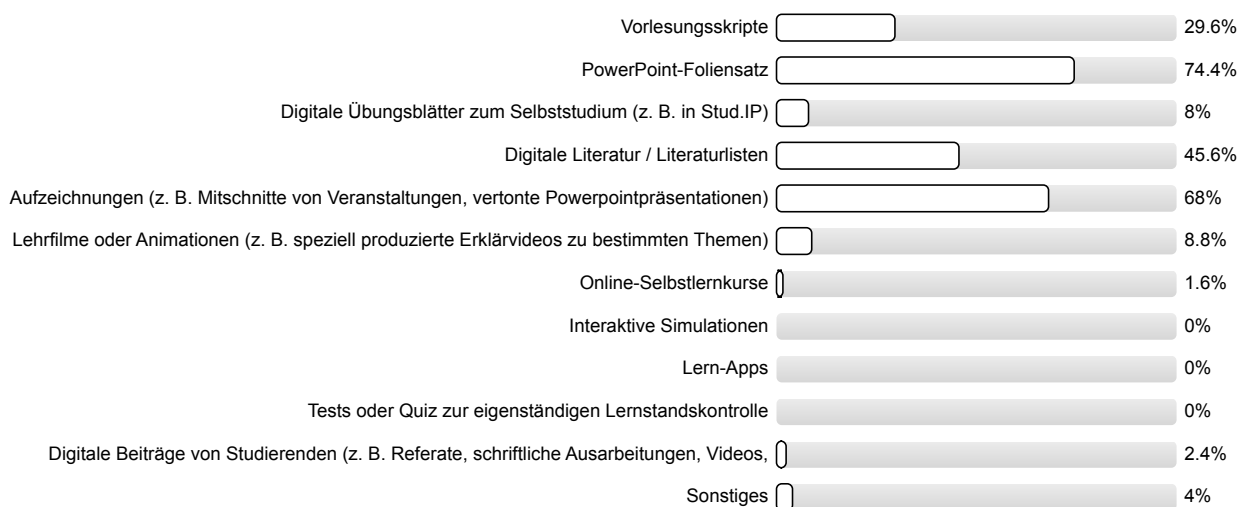 Vorlesungsskripte 29.6%
PowerPoint-Foliensatz 74.4%
Digitale Übungsblätter zum Selbststudium (z. B. in Stud.IP) 8%
Digitale Literatur / Literaturlisten 45.6%
Aufzeichnungen (z. B. Mitschnitte von Veranstaltungen, vertonte Powerpointpräsentationen) 68%
Lehrfilme oder Animationen (z. B. speziell produzierte Erklärvideos zu bestimmten Themen) 8.8%
Online-Selbstlernkurse 1.6%
Interaktive Simulationen 0%
Lern-Apps 0%
Tests oder Quiz zur eigenständigen Lernstandskontrolle 0%
Digitale Beiträge von Studierenden (z. B. Referate, schriftliche Ausarbeitungen, Videos, 2.4%
Sonstiges 4%